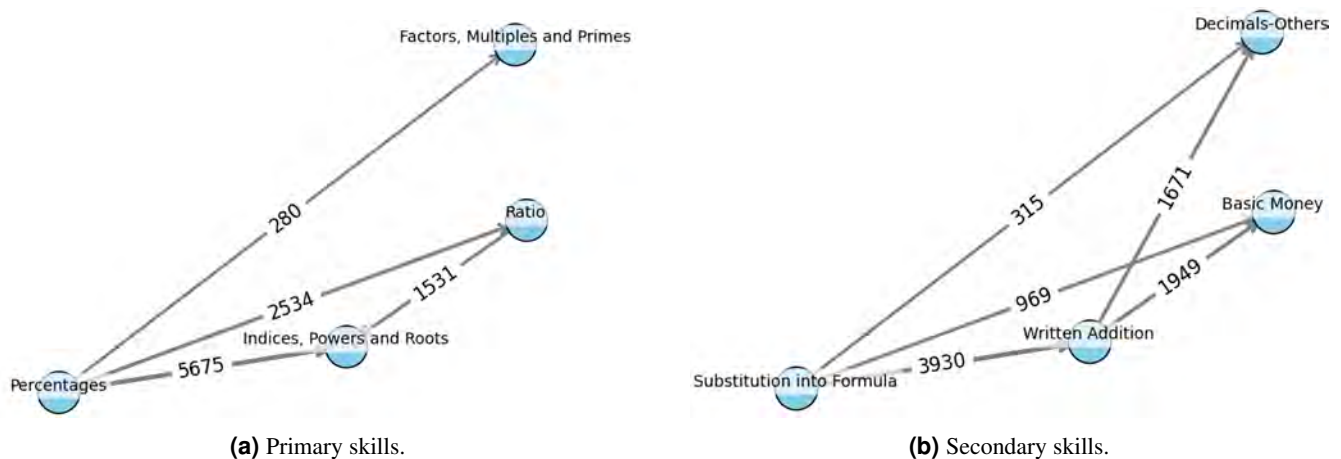 Factors, Multiples and Primes
280
Ratio
2534
1531
Indices, Powers and Roots
5675
Percentages
(a) Primary skills.
Decimals-Others
315
1671
Basic Money
969
1949
Written Addition
3930
Substitution into Formula
(b) Secondary skills.